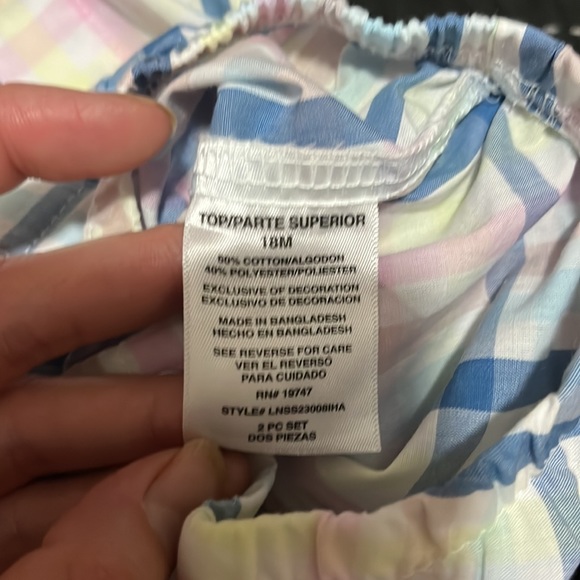 TOP/PARTE SUPERIOR
18M
60% COTTON/ALGODON
40% POLYESTER/POLIESTER
EXCLUSIVE OF DECORATION
EXCLUSIVO DE DECORACION
MADE IN BANGLADESH
HECHO EN BANGLADESH
SEE REVERSE FOR CARE
VER EL REVERSO
PARA CUIDADO
RN# 19747
STYLE# LNSS23008IHA
2 PC SET
DOS PIEZAS